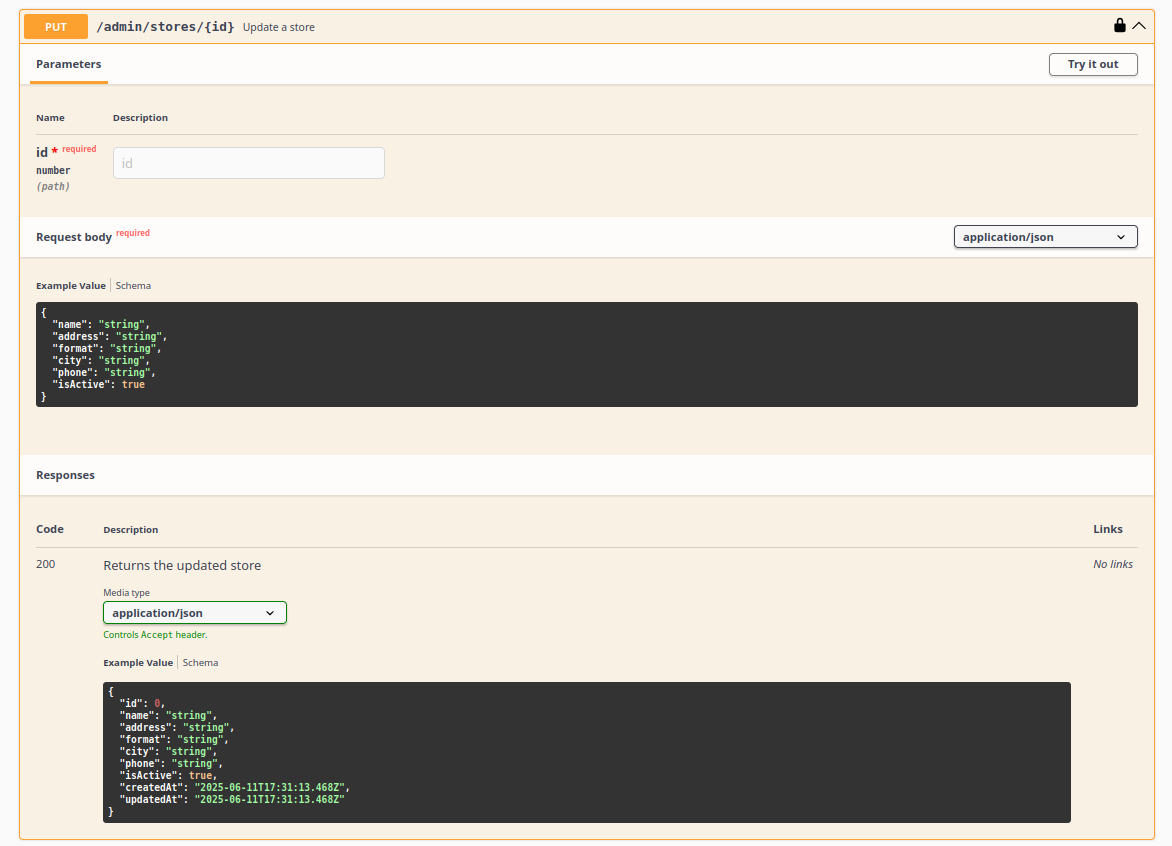 PUT /admin/stores/{id} Update a store
Parameters
Try it out
Name Description
id * required
number
(path)
id
Request body required
application/json
Example Value Schema
{
  "name": "string",
  "address": "string",
  "format": "string",
  "city": "string",
  "phone": "string",
  "isActive": true
}
Responses
Code Description Links
200 Returns the updated store No links
Media type
application/json
Controls Accept header.
Example Value Schema
{
  "id": 0,
  "name": "string",
  "address": "string",
  "format": "string",
  "city": "string",
  "phone": "string",
  "isActive": true,
  "createdAt": "2025-06-11T17:31:13.468Z",
  "updatedAt": "2025-06-11T17:31:13.468Z"
}